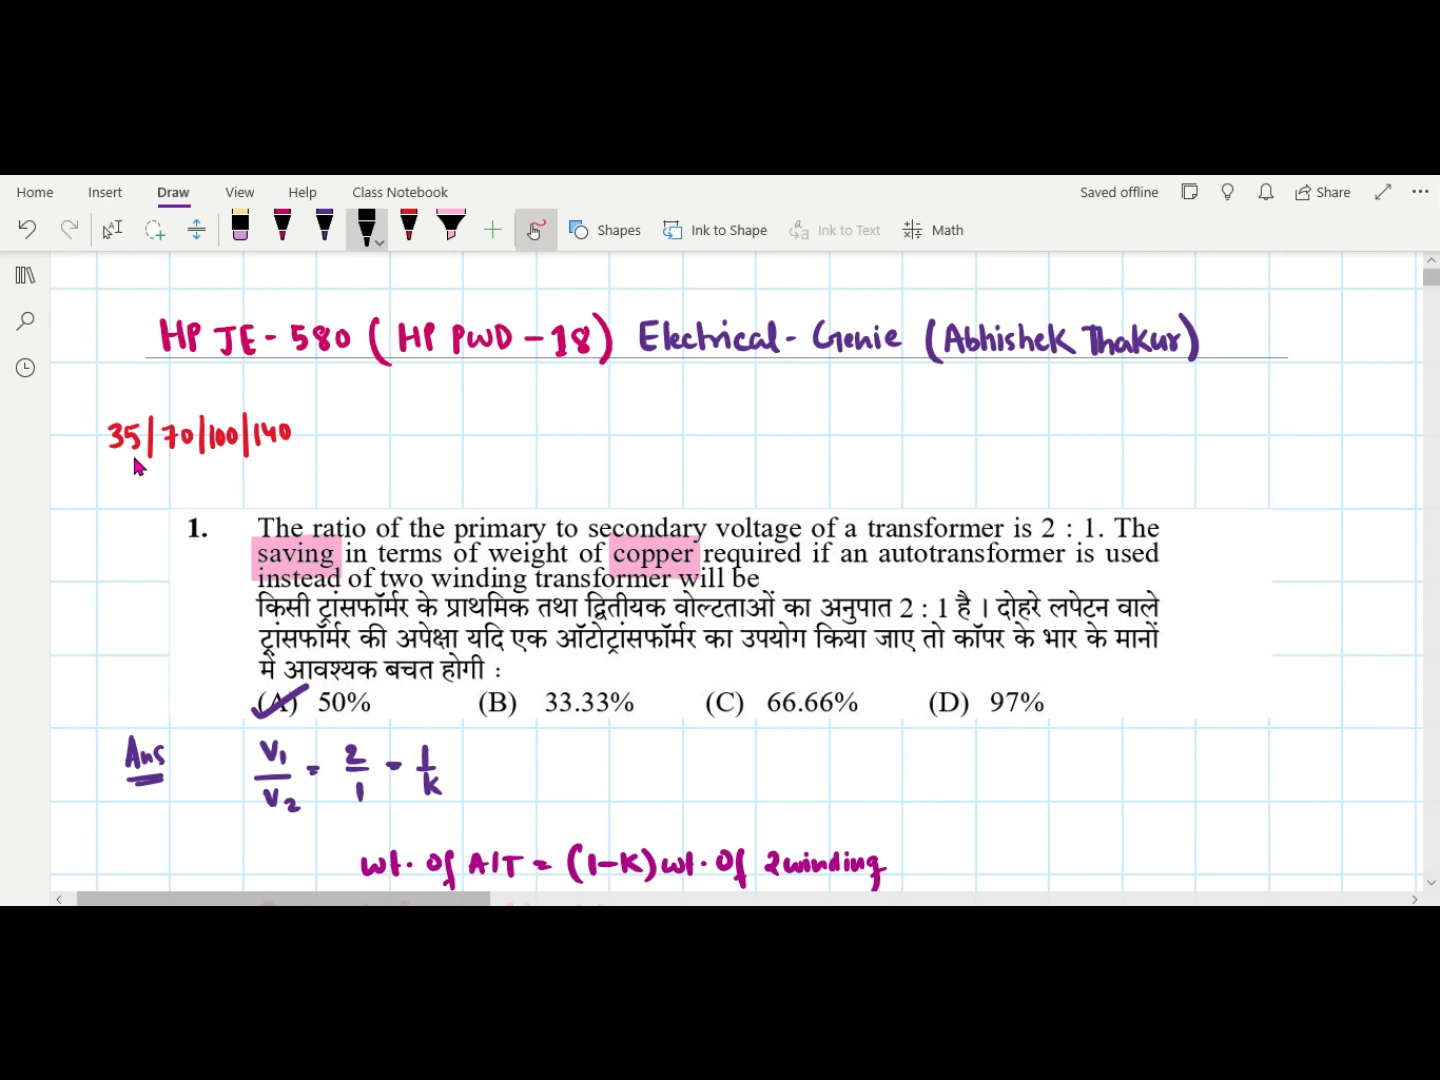 Home Insert Draw View Help Class Notebook Saved offline Share
Shapes Ink to Shape Ink to Text Math
HP JE - 580 (HP PWD - 18) Electrical - Genie (Abhishek Thakur)
35 | 70 | 100 | 140
1. The ratio of the primary to secondary voltage of a transformer is 2 : 1. The
saving in terms of weight of copper required if an autotransformer is used
instead of two winding transformer will be
किसी ट्रांसफॉर्मर के प्राथमिक तथा द्वितीयक वोल्टताओं का अनुपात 2 : 1 है । दोहरे लपेटन वाले
ट्रांसफॉर्मर की अपेक्षा यदि एक ऑटोट्रांसफॉर्मर का उपयोग किया जाए तो कॉपर के भार के मानों
में आवश्यक बचत होगी :
(A) 50% (B) 33.33% (C) 66.66% (D) 97%
Ans V1/V2 = 2/1 = 1/K
wt. Of A/T = (1-K) wt. Of 2 winding